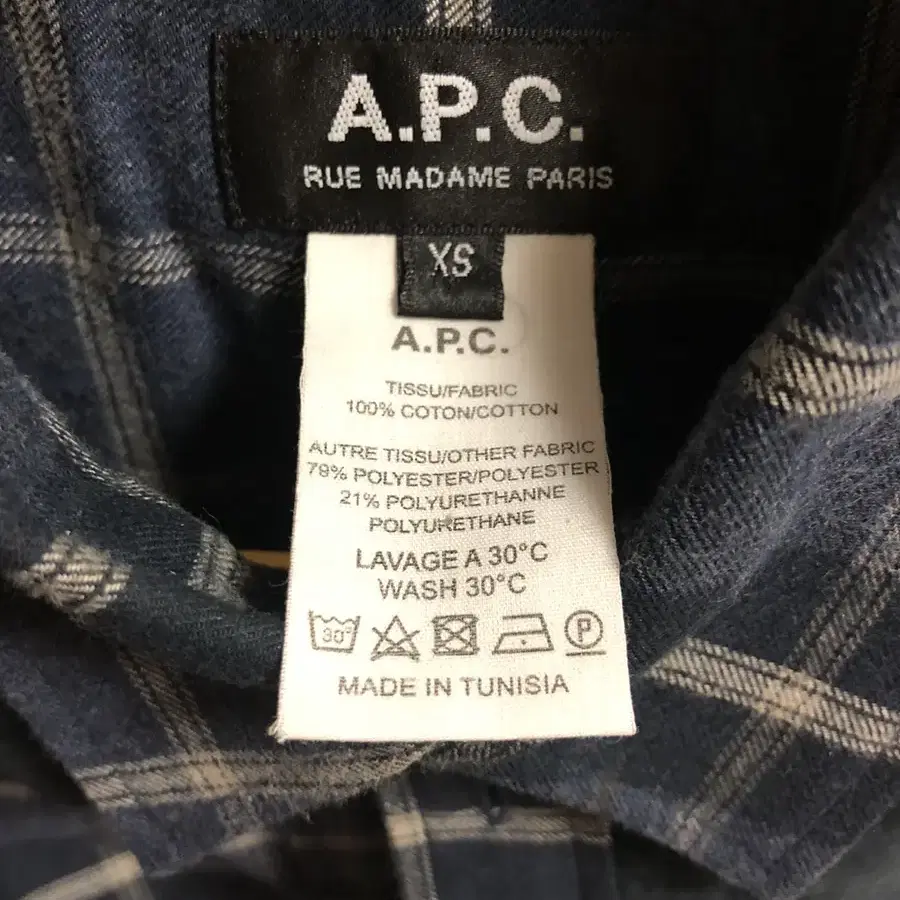 A.P.C.
RUE MADAME PARIS
XS
A.P.C.
TISSU/FABRIC
100% COTON/COTTON
AUTRE TISSU/OTHER FABRIC
79% POLYESTER/POLYESTER
21% POLYURETHANNE
POLYURETHANE
LAVAGE A 30°C
WASH 30°C
30° P
MADE IN TUNISIA